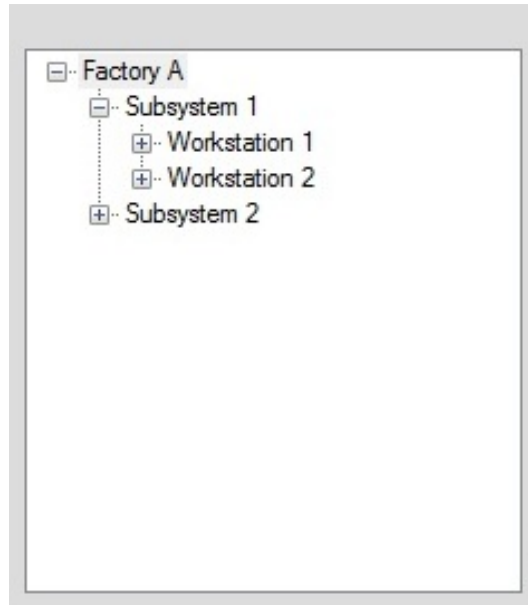 Factory A
Subsystem 1
Workstation 1
Workstation 2
Subsystem 2